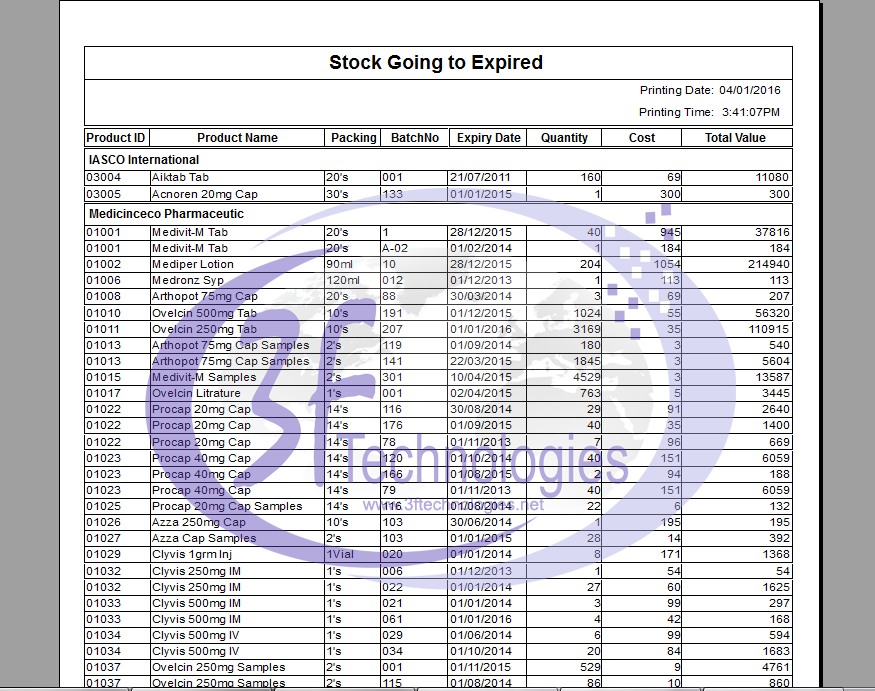 Stock Going to Expired
Printing Date: 04/01/2016
Printing Time: 3:41:07PM
Product ID Product Name Packing BatchNo Expiry Date Quantity Cost Total Value
IASCO International
03004 Aiktab Tab 20's 001 21/07/2011 160 69 11080
03005 Acnoren 20mg Cap 30's 133 01/01/2015 1 300 300
Medicinceco Pharmaceutic
01001 Medivit-M Tab 20's 1 28/12/2015 40 945 37816
01001 Medivit-M Tab 20's A-02 01/02/2014 1 184 184
01002 Mediper Lotion 90ml 10 28/12/2015 204 1054 214940
01006 Medronz Syp 120ml 012 01/12/2013 1 113 113
01008 Arthopot 75mg Cap 20's 88 30/03/2014 3 69 207
01010 Ovelcin 500mg Tab 10's 191 01/12/2015 1024 55 56320
01011 Ovelcin 250mg Tab 10's 207 01/01/2016 3169 35 110915
01013 Arthopot 75mg Cap Samples 2's 119 01/09/2014 180 3 540
01013 Arthopot 75mg Cap Samples 2's 141 22/03/2015 1845 3 5604
01015 Medivit-M Samples 2's 301 10/04/2015 4529 3 13587
01017 Ovelcin Litrature 1's 001 02/04/2015 763 5 3445
01022 Procap 20mg Cap 14's 116 30/08/2014 29 91 2640
01022 Procap 20mg Cap 14's 176 01/09/2015 40 35 1400
01022 Procap 20mg Cap 14's 78 01/11/2013 7 96 669
01023 Procap 40mg Cap 14's 120 01/10/2014 40 151 6059
01023 Procap 40mg Cap 14's 166 01/08/2015 2 94 188
01023 Procap 40mg Cap 14's 79 01/11/2013 40 151 6059
01025 Procap 20mg Cap Samples 14's 116 01/08/2014 22 6 132
01026 Azza 250mg Cap 10's 103 30/06/2014 1 195 195
01027 Azza Cap Samples 2's 103 01/01/2015 28 14 392
01029 Clyvis 1grm Inj 1Vial 020 01/01/2014 8 171 1368
01032 Clyvis 250mg IM 1's 006 01/12/2013 1 54 54
01032 Clyvis 250mg IM 1's 022 01/01/2014 27 60 1625
01033 Clyvis 500mg IM 1's 021 01/01/2014 3 99 297
01033 Clyvis 500mg IM 1's 061 01/01/2016 4 42 168
01034 Clyvis 500mg IV 1's 029 01/06/2014 6 99 594
01034 Clyvis 500mg IV 1's 034 01/10/2014 20 84 1683
01037 Ovelcin 250mg Samples 2's 001 01/11/2015 529 9 4761
01037 Ovelcin 250mg Samples 2's 115 01/08/2014 86 10 860
3F
Technologies
www.3ftechnologies.net